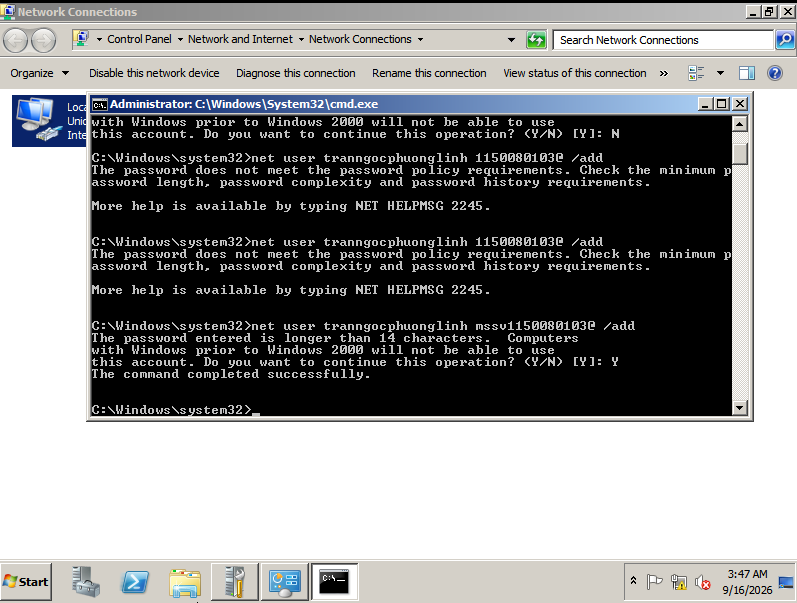 Network Connections
Control Panel Network and Internet Network Connections
Search Network Connections
Organize Disable this network device Diagnose this connection Rename this connection View status of this connection »
Loca
Unid
Inte
Administrator: C:\Windows\System32\cmd.exe
with Windows prior to Windows 2000 will not be able to use
this account. Do you want to continue this operation? (Y/N) [Y]: N
C:\Windows\system32>net user tranngocphuonglinh 1150080103@ /add
The password does not meet the password policy requirements. Check the minimum p
assword length, password complexity and password history requirements.
More help is available by typing NET HELPMSG 2245.
C:\Windows\system32>net user tranngocphuonglinh 1150080103@ /add
The password does not meet the password policy requirements. Check the minimum p
assword length, password complexity and password history requirements.
More help is available by typing NET HELPMSG 2245.
C:\Windows\system32>net user tranngocphuonglinh mssv1150080103@ /add
The password entered is longer than 14 characters.  Computers
with Windows prior to Windows 2000 will not be able to use
this account. Do you want to continue this operation? (Y/N) [Y]: Y
The command completed successfully.
C:\Windows\system32>_
Start
3:47 AM
9/16/2026